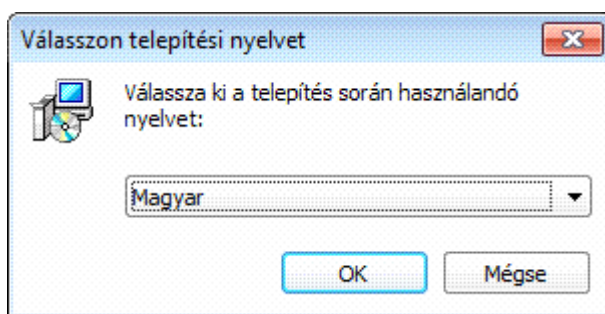 Válasszon telepítési nyelvet
Válassza ki a telepítés során használandó
nyelvet:
Magyar
OK
Mégse